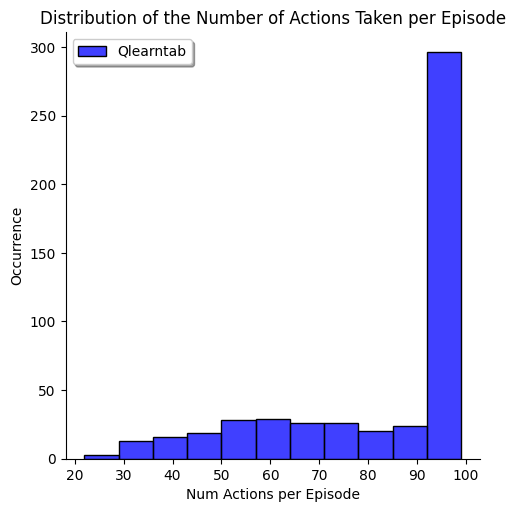 Distribution of the Number of Actions Taken per Episode
Qlearntab
300
250
200
150
100
50
0
Occurrence
20 30 40 50 60 70 80 90 100
Num Actions per Episode